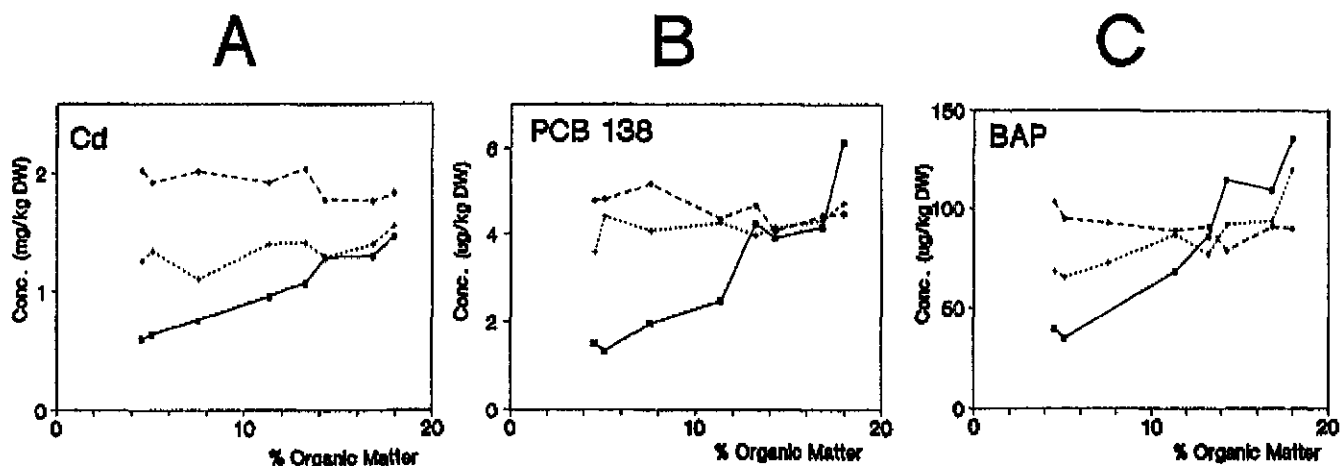 A
B
C
Cd
PCB 138
BAP
Conc. (mg/kg DW)
2
1
0
0
10
20
% Organic Matter
Conc. (ug/kg DW)
6
4
2
0
0
10
20
% Organic Matter
Conc. (ug/kg DW)
150
100
50
0
0
10
20
% Organic Matter